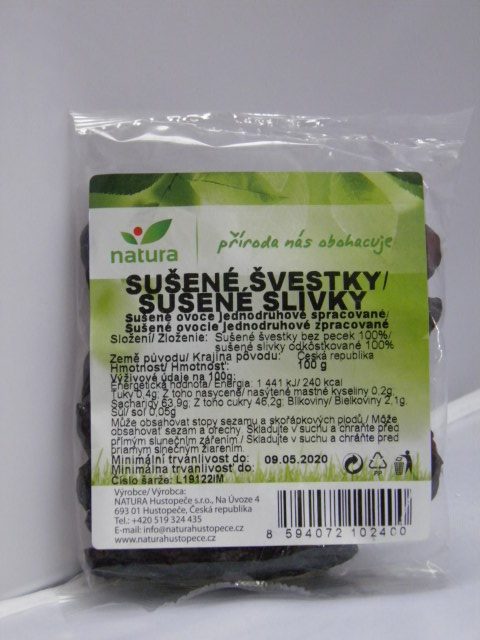 natura
příroda nás obohacuje
SUŠENÉ ŠVESTKY/
SUŠENÉ SLIVKY
Sušené ovoce jednodruhové spracované/
Sušené ovocie jednodruhové zpracované
Složení/ Zloženie: Sušené švestky bez pecek 100%/
sušené slivky odkôstkované 100%
Země původu/ Krajina pôvodu: Česká republika
Hmotnost/ Hmotnosť: 100 g
Výživové údaje na 100g:
Energetická hodnota/ Energia: 1 441 kJ/ 240 kcal
Tuky 0,4g; Z toho nasycené/ nasýtené mastné kyseliny 0,2g;
Sacharidy 63,9g, Z toho cukry 46,2g; Bílkoviny/ Bielkoviny 2,1g,
Sůl/ soľ 0,05g
Může obsahovat stopy sezamu a skořápkových plodů / Môže
obsahovať sezam a orechy. Skladujte v suchu a chraňte před
přímým slunečním zářením / Skladujte v suchu a chráňte pred
priamym slnečným žiarením.
Minimální trvanlivost do:
Minimálna trvanlivosť do: 09.05.2020
Číslo šarže: L19122IM
PP
Výrobce/ Výrobca:
NATURA Hustopeče s.r.o., Na Úvoze 4
693 01 Hustopeče, Česká republika
Tel.: +420 519 324 435
E-mail: info@naturahustopece.cz
www.naturahustopece.cz
8 594072 102400